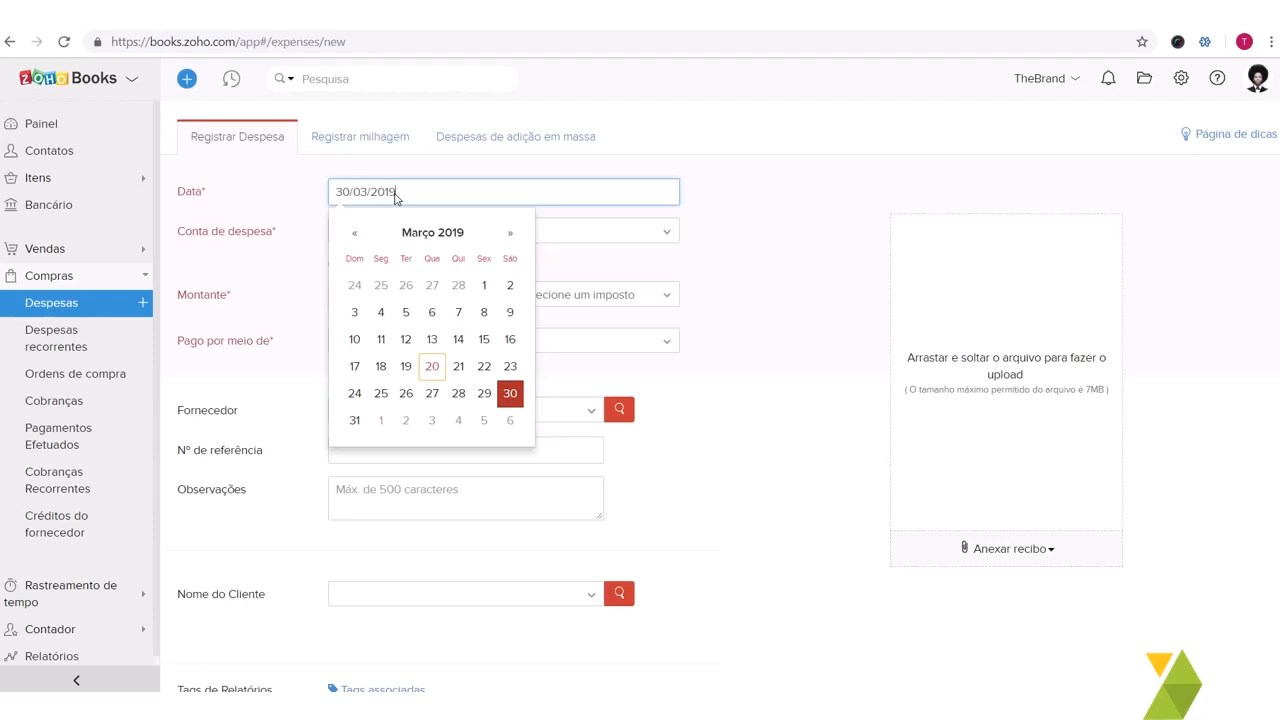 https://books.zoho.com/app#/expenses/new
T
ZOHO Books
Pesquisa
TheBrand
Painel
Contatos
Itens
Bancário
Vendas
Compras
Despesas +
Despesas
recorrentes
Ordens de compra
Cobranças
Pagamentos
Efetuados
Cobranças
Recorrentes
Créditos do
fornecedor
Rastreamento de
tempo
Contador
Relatórios
Registrar Despesa
Registrar milhagem
Despesas de adição em massa
Página de dicas
Data*
30/03/2019
Conta de despesa*
« Março 2019 »
Dom Seg Ter Qua Qui Sex Sáb
24 25 26 27 28 1 2
3 4 5 6 7 8 9
10 11 12 13 14 15 16
17 18 19 20 21 22 23
24 25 26 27 28 29 30
31 1 2 3 4 5 6
Montante*
ecione um imposto
Pago por meio de*
Fornecedor
Nº de referência
Observações
Máx. de 500 caracteres
Nome do Cliente
Tags de Relatórios
Tags associadas
Arrastar e soltar o arquivo para fazer o
upload
( O tamanho máximo permitido do arquivo é 7MB )
Anexar recibo